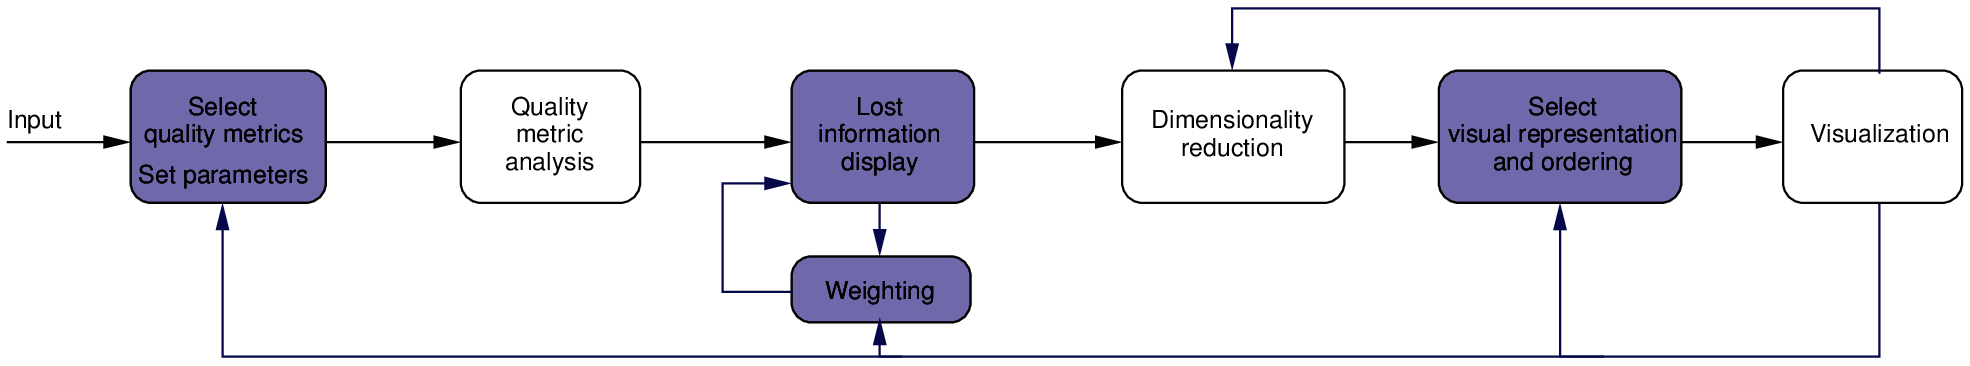 Input
Select
quality metrics
Set parameters
Quality
metric
analysis
Lost
information
display
Weighting
Dimensionality
reduction
Select
visual representation
and ordering
Visualization